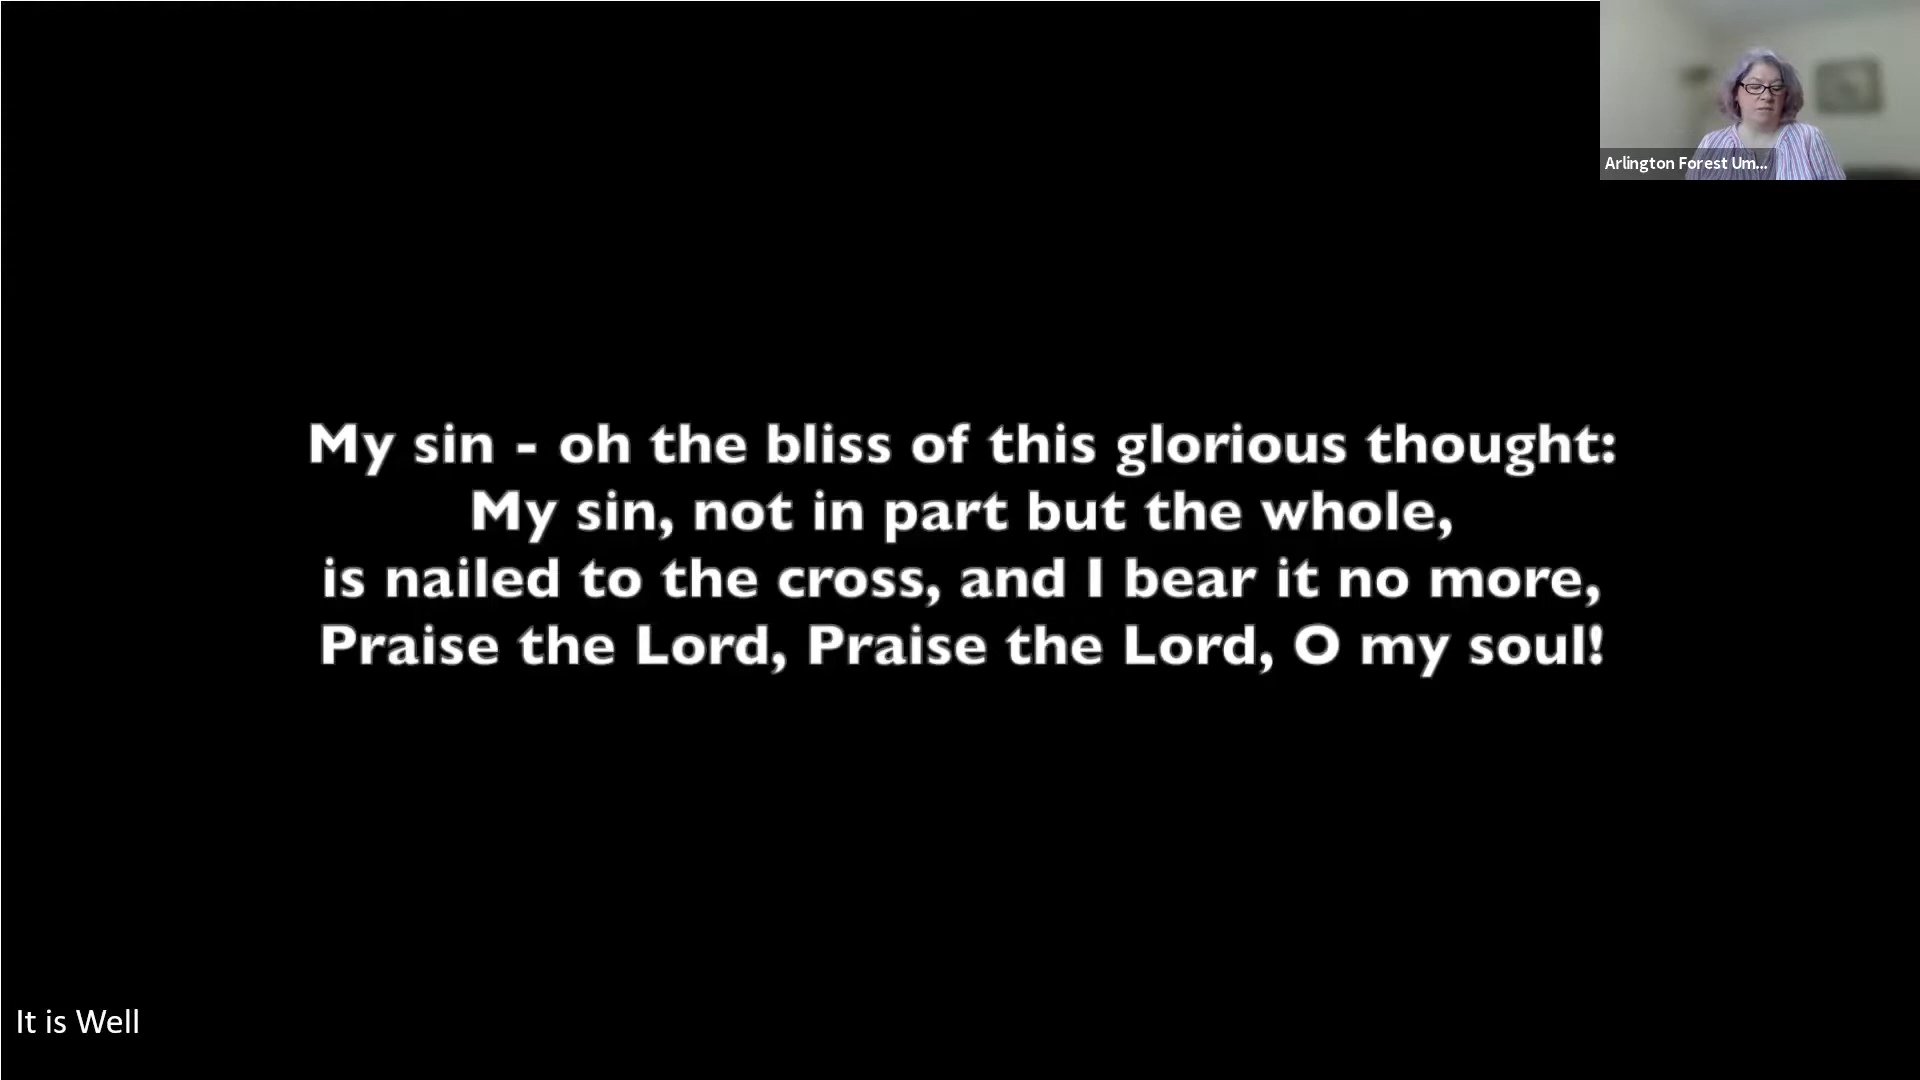 Arlington Forest Um...
My sin - oh the bliss of this glorious thought:
My sin, not in part but the whole,
is nailed to the cross, and I bear it no more,
Praise the Lord, Praise the Lord, O my soul!
It is Well